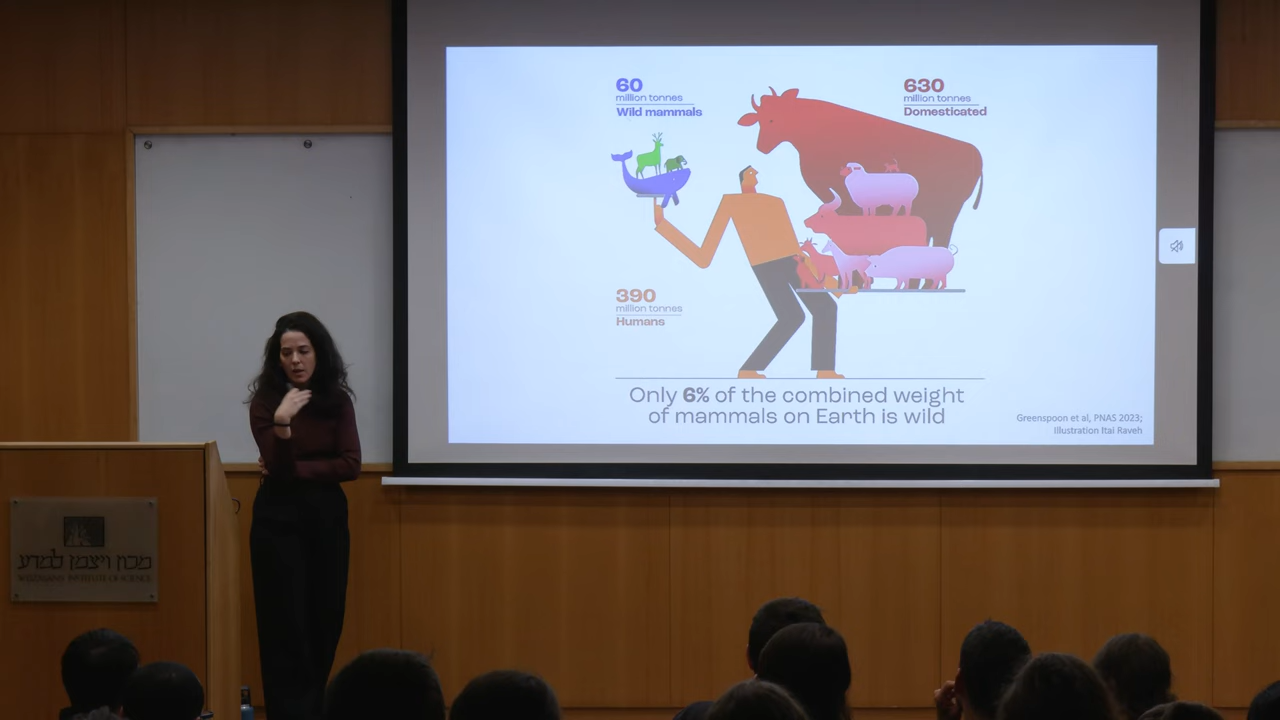 60
million tonnes
Wild mammals
630
million tonnes
Domesticated
390
million tonnes
Humans
Only 6% of the combined weight
of mammals on Earth is wild
Greenspoon et al, PNAS 2023;
Illustration Itai Raveh
מכון ויצמן למדע
WEIZMANN INSTITUTE OF SCIENCE